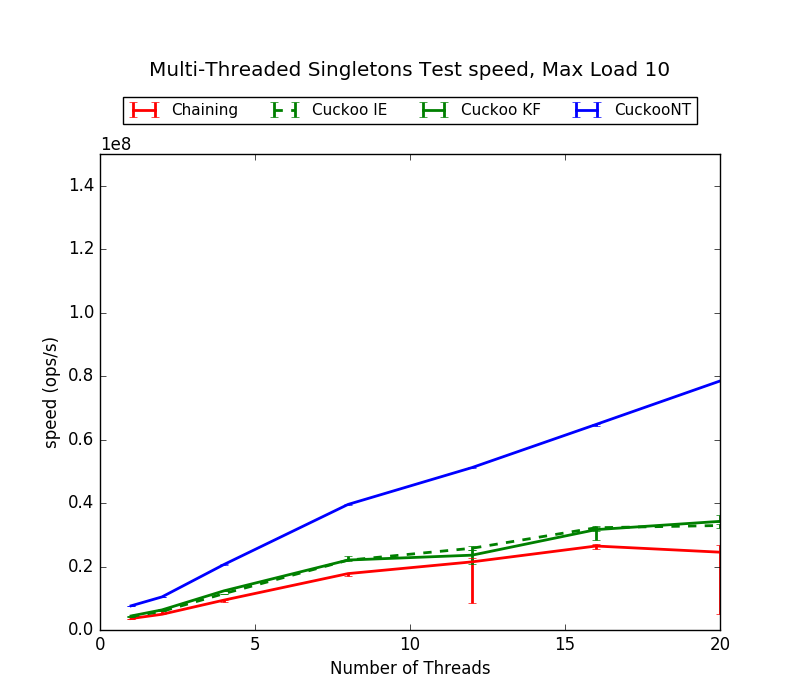 Multi-Threaded Singletons Test speed, Max Load 10
Chaining Cuckoo IE Cuckoo KF CuckooNT
1e8
1.4
1.2
1.0
0.8
0.6
0.4
0.2
0.0
speed (ops/s)
0 5 10 15 20
Number of Threads